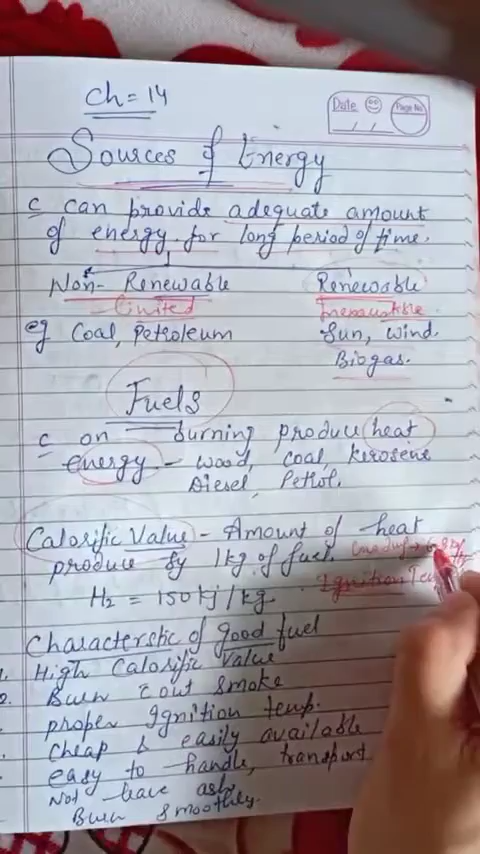 Ch = 14
Date
Page No.
Sources of Energy
c can provide adequate amount
of energy for long period of time.
Non-Renewable Renewable
limited Inexaustible
eg Coal, Petroleum Sun, Wind.
Biogas.
Fuels
c on burning produce heat
energy - wood, Coal Kerosene
Diesel, Petrol.
Calorific Value - Amount of heat
produce by 1kg of fuel.
Ignition
H₂ = 150kj/kg.
Characterstic of good fuel
1. High Calorific Value
2. Burn c out smoke
proper Ignition temp.
Cheap & easily available
easy to handle, transport
Not leave ash,
Burn smoothly.